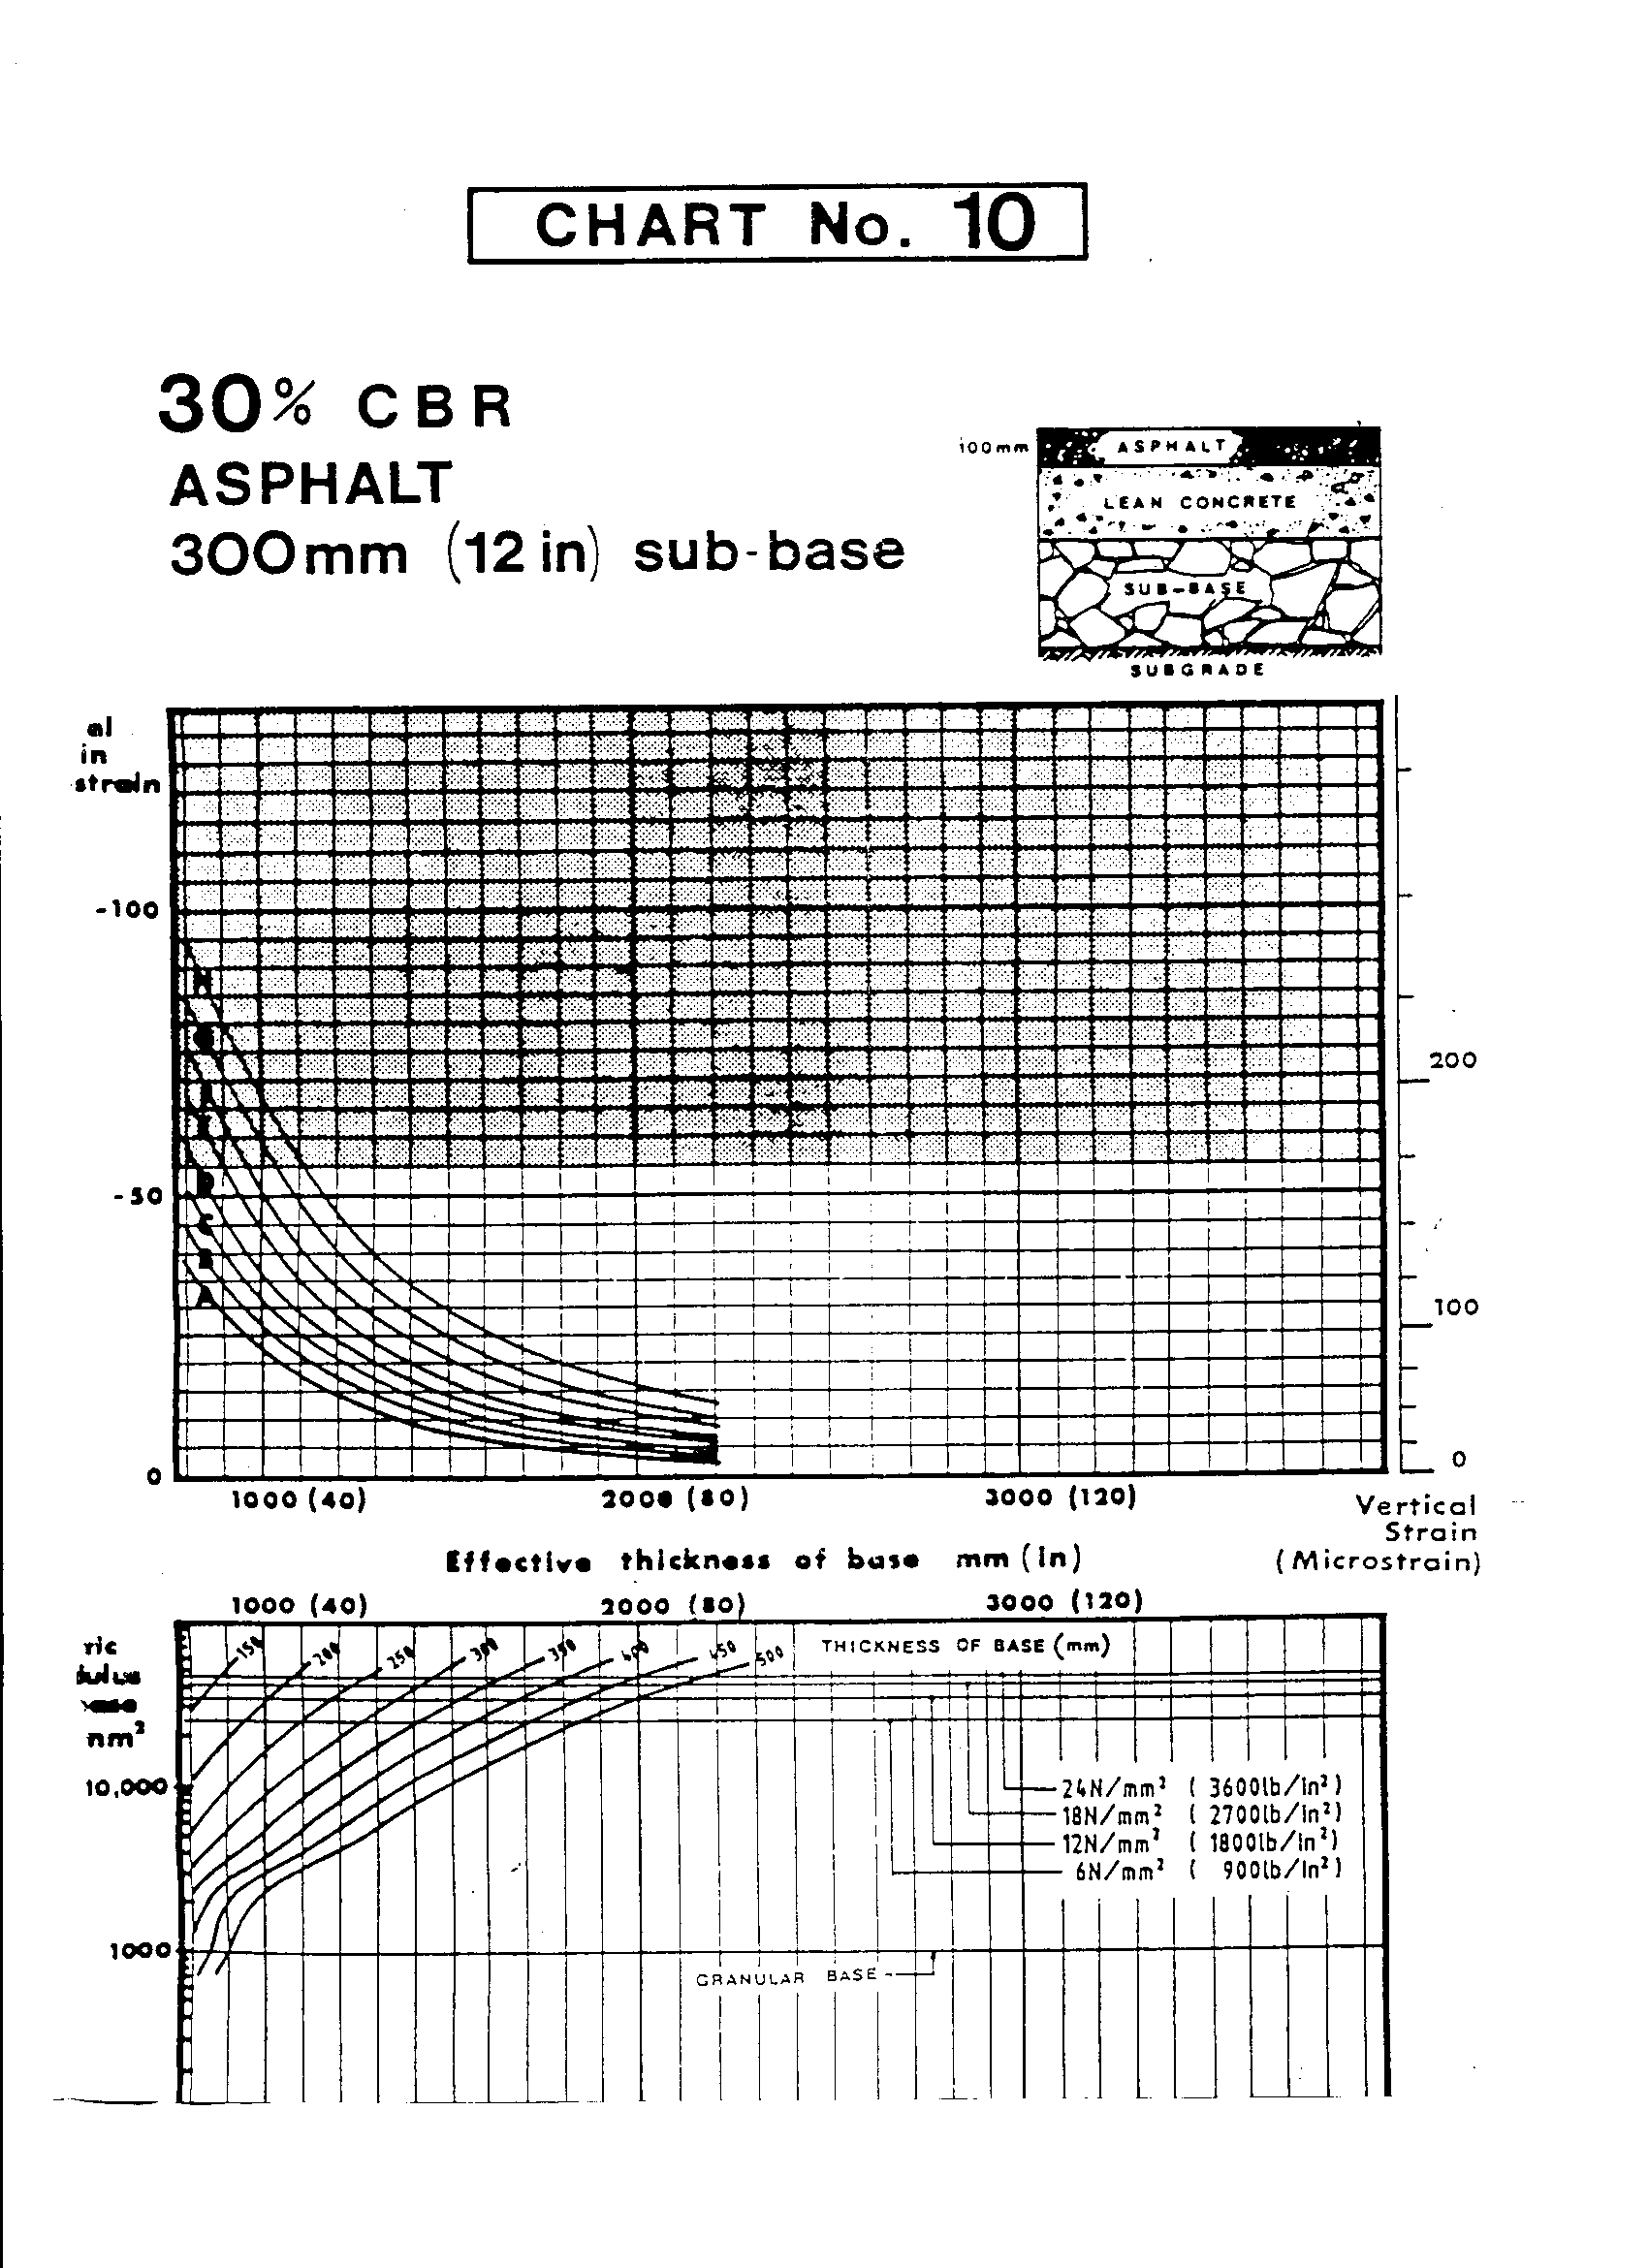 CHART No. 10
30% CBR
ASPHALT
300mm (12 in) sub-base
100mm
ASPHALT
LEAN CONCRETE
SUB-BASE
SUBGRADE
al
in
strain
-100
-50
0
H
D
C
B
A
200
100
0
1000 (40)
2000 (80)
3000 (120)
Vertical
Strain
(Microstrain)
Effective thickness of base mm (in)
1000 (40)
2000 (80)
3000 (120)
ric
nm²
10,000
1000
150
200
250
300
350
400
450
500
THICKNESS OF BASE (mm)
24N/mm² ( 3600lb/in²)
18N/mm² ( 2700lb/in²)
12N/mm² ( 1800lb/in²)
6N/mm² ( 900lb/in²)
GRANULAR BASE